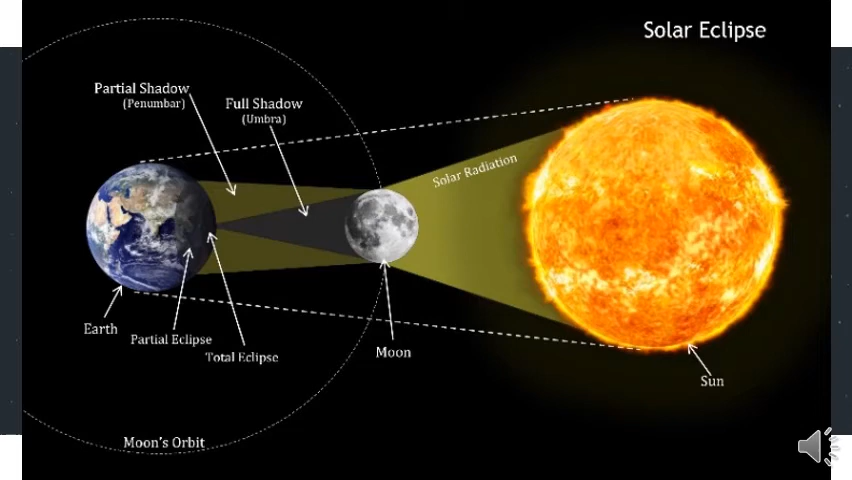 Solar Eclipse
Partial Shadow
(Penumbar)
Full Shadow
(Umbra)
Solar Radiation
Earth
Partial Eclipse
Total Eclipse
Moon
Sun
Moon's Orbit